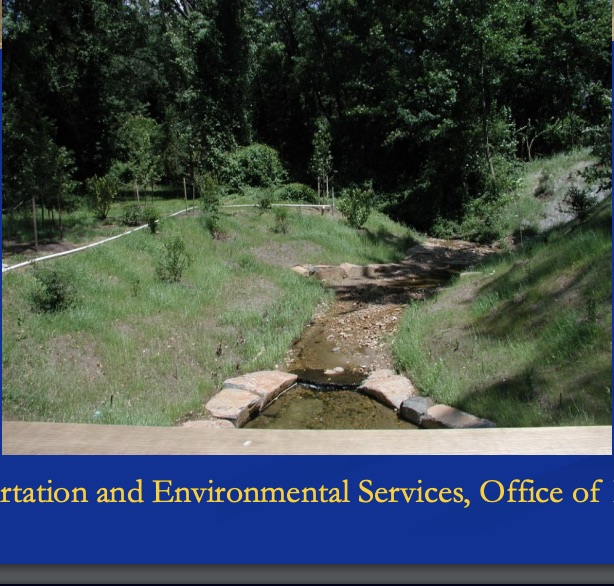 rtation and Environmental Services, Office of